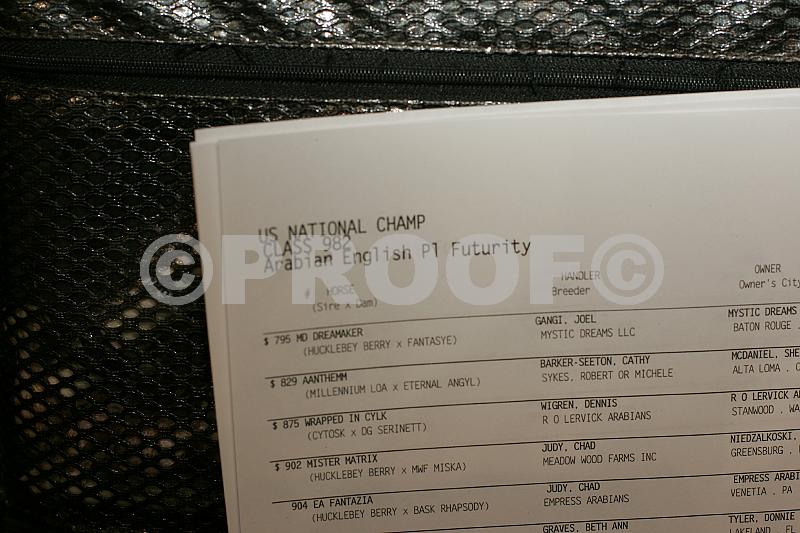 US NATIONAL CHAMP
CLASS 982
Arabian English Pl Futurity
©PROOF©
# HORSE HANDLER OWNER
(Sire x Dam) Breeder Owner's City
$ 795 MD DREAMAKER GANGI, JOEL MYSTIC DREAMS
(HUCKLEBEY BERRY x FANTASYE) MYSTIC DREAMS LLC BATON ROUGE
$ 829 AANTHEMM BARKER-SEETON, CATHY MCDANIEL, SHE
(MILLENNIUM LOA x ETERNAL ANGYL) SYKES, ROBERT OR MICHELE ALTA LOMA . C
$ 875 WRAPPED IN CYLK WIGREN, DENNIS R O LERVICK A
(CYTOSK x DG SERINETT) R O LERVICK ARABIANS STANWOOD . WA
$ 902 MISTER MATRIX JUDY, CHAD NIEDZALKOSKI,
(HUCKLEBEY BERRY x MWF MISKA) MEADOW WOOD FARMS INC GREENSBURG .
904 EA FANTAZIA JUDY, CHAD EMPRESS ARABI
(HUCKLEBEY BERRY x BASK RHAPSODY) EMPRESS ARABIANS VENETIA . PA
GRAVES, BETH ANN TYLER, DONNIE
LAKELAND . FL